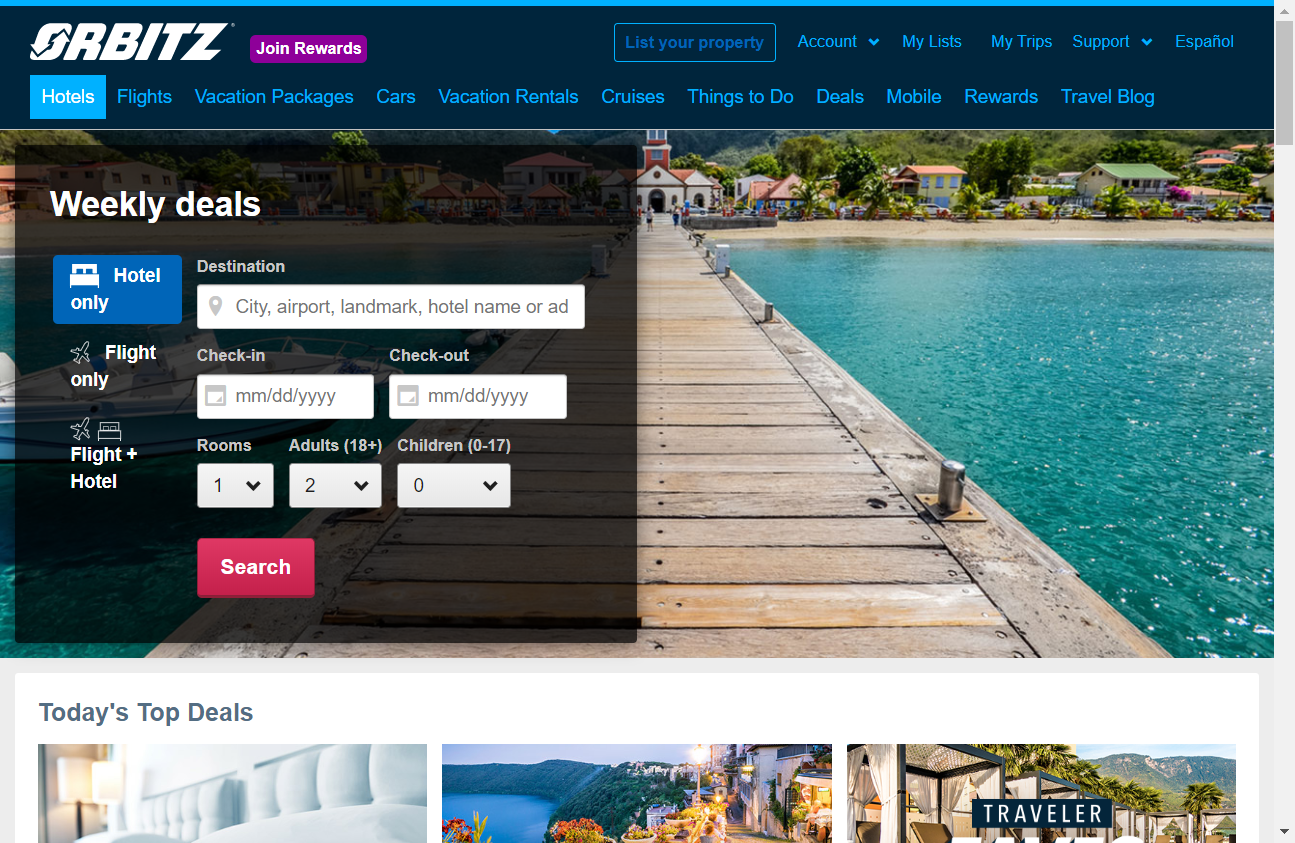 ORBITZ
Join Rewards
List your property
Account
My Lists
My Trips
Support
Español
Hotels
Flights
Vacation Packages
Cars
Vacation Rentals
Cruises
Things to Do
Deals
Mobile
Rewards
Travel Blog
Weekly deals
Hotel
only
Flight
only
Flight +
Hotel
Destination
City, airport, landmark, hotel name or ad
Check-in
Check-out
mm/dd/yyyy
mm/dd/yyyy
Rooms
Adults (18+)
Children (0-17)
1
2
0
Search
Today's Top Deals
TRAVELER